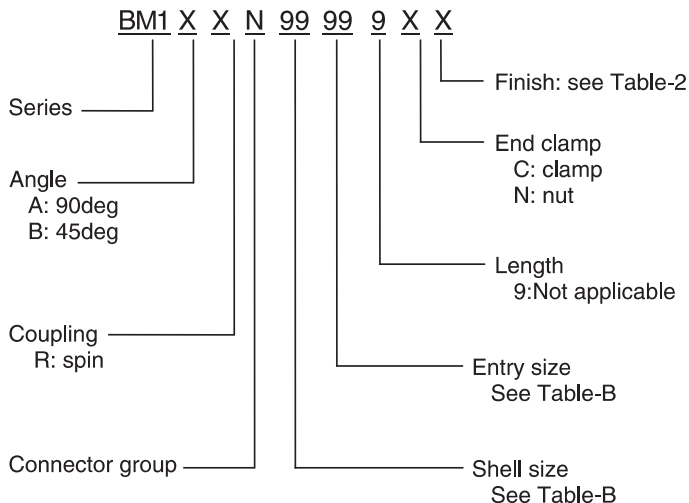 BM1 X X N 99 99 9 X X
Series
Angle
A: 90deg
B: 45deg
Coupling
R: spin
Connector group
Finish: see Table-2
End clamp
C: clamp
N: nut
Length
9:Not applicable
Entry size
See Table-B
Shell size
See Table-B